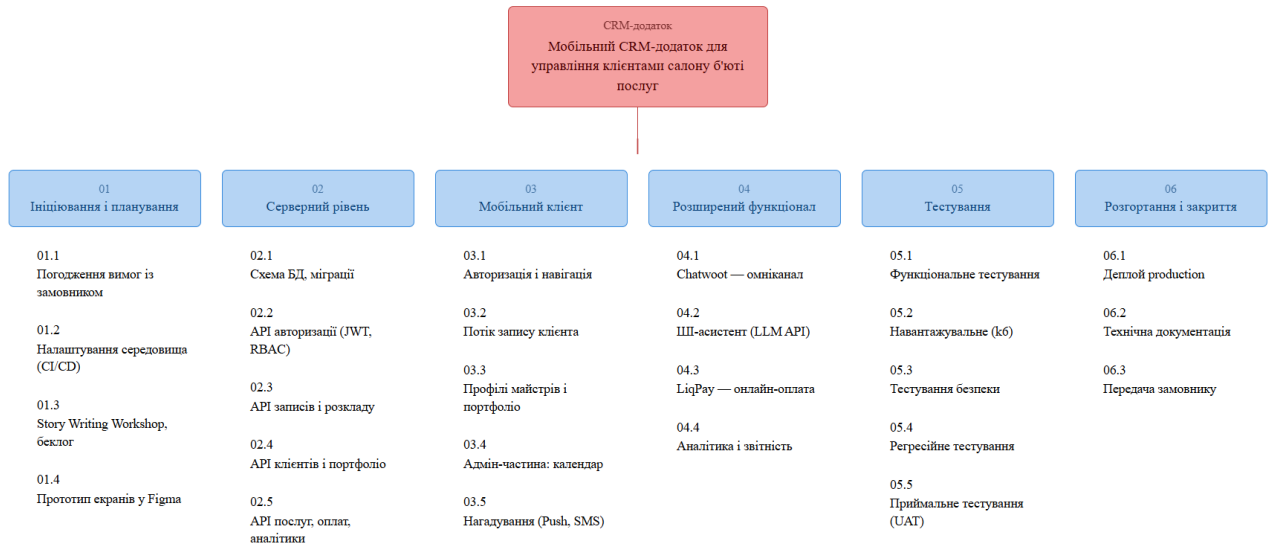 CRM-додаток
Мобільний CRM-додаток для
управління клієнтами салону б'юті
послуг
01
Ініціювання і планування
01.1
Погодження вимог із
замовником
01.2
Налаштування середовища
(CI/CD)
01.3
Story Writing Workshop,
беклог
01.4
Прототип екранів у Figma
02
Серверний рівень
02.1
Схема БД, міграції
02.2
API авторизації (JWT,
RBAC)
02.3
API записів і розкладу
02.4
API клієнтів і портфоліо
02.5
API послуг, оплат,
аналітики
03
Мобільний клієнт
03.1
Авторизація і навігація
03.2
Потік запису клієнта
03.3
Профілі майстрів і
портфоліо
03.4
Адмін-частина: календар
03.5
Нагадування (Push, SMS)
04
Розширений функціонал
04.1
Chatwoot — омніканал
04.2
ШІ-асистент (LLM API)
04.3
LiqPay — онлайн-оплата
04.4
Аналітика і звітність
05
Тестування
05.1
Функціональне тестування
05.2
Навантажувальне (k6)
05.3
Тестування безпеки
05.4
Регресійне тестування
05.5
Приймальне тестування
(UAT)
06
Розгортання і закриття
06.1
Деплой production
06.2
Технічна документація
06.3
Передача замовнику